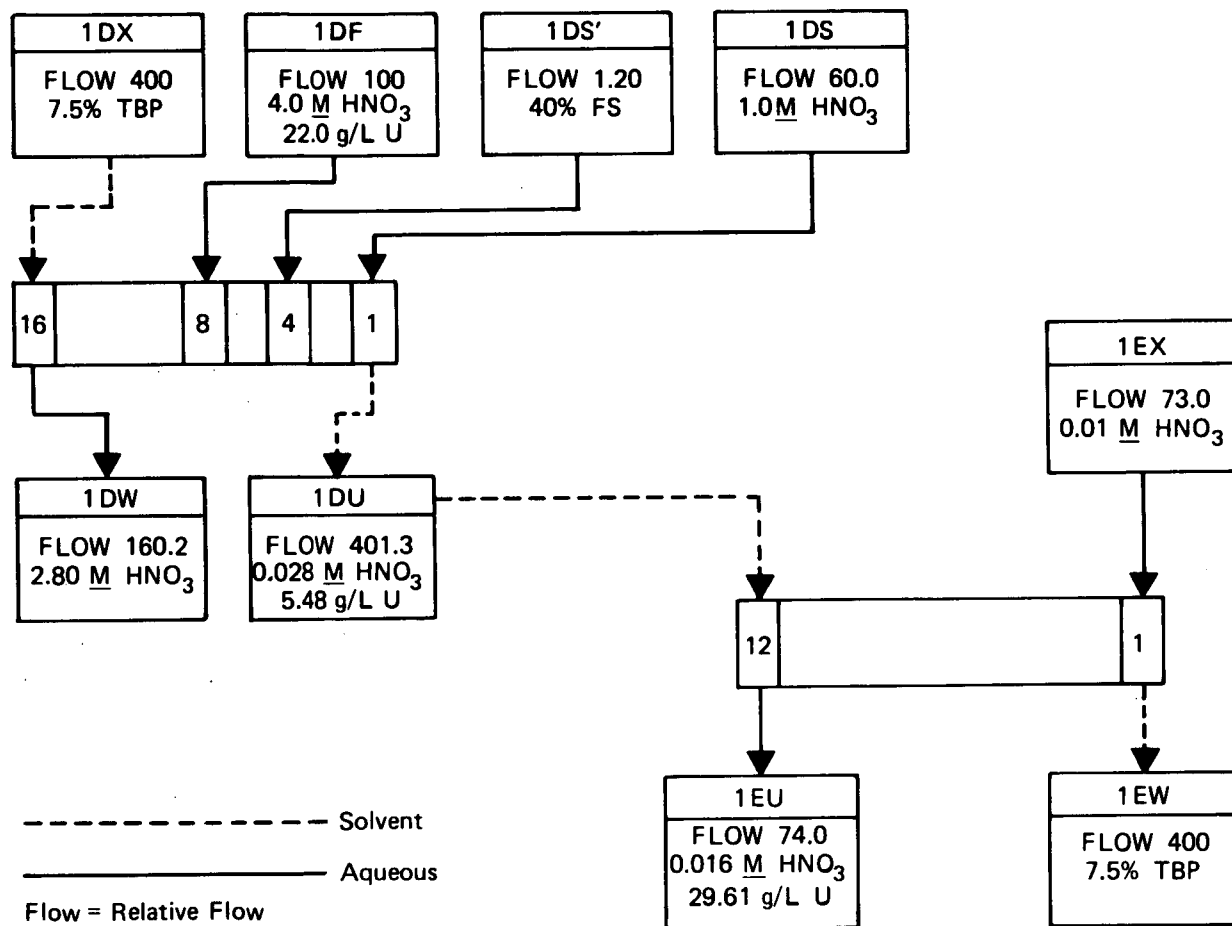 1DX
FLOW 400
7.5% TBP
1DF
FLOW 100
4.0 M HNO3
22.0 g/L U
1DS'
FLOW 1.20
40% FS
1DS
FLOW 60.0
1.0 M HNO3
16
8
4
1
1EX
FLOW 73.0
0.01 M HNO3
1DW
FLOW 160.2
2.80 M HNO3
1DU
FLOW 401.3
0.028 M HNO3
5.48 g/L U
12
1
1EU
FLOW 74.0
0.016 M HNO3
29.61 g/L U
1EW
FLOW 400
7.5% TBP
Solvent
Aqueous
Flow = Relative Flow